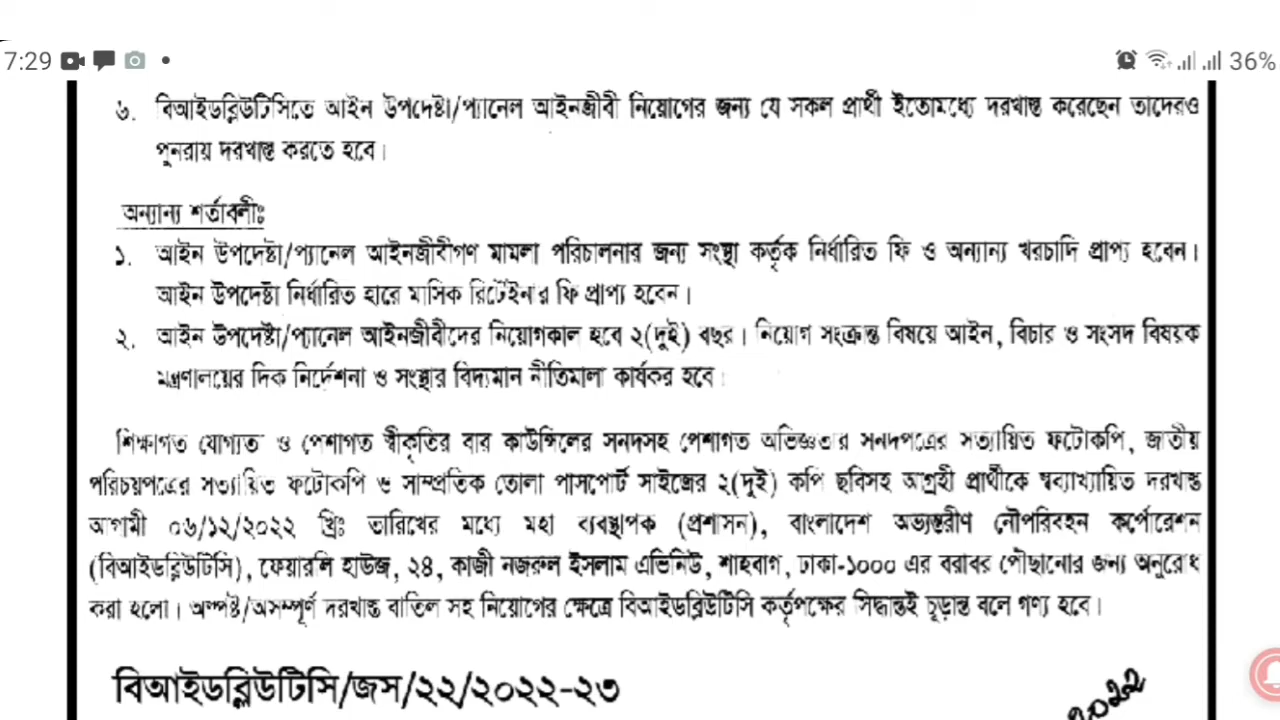 7:29
36%
৬. বিআইডব্লিউটিসিতে আইন উপদেষ্টা/প্যানেল আইনজীবী নিয়োগের জন্য যে সকল প্রার্থী ইতোমধ্যে দরখাস্ত করেছেন তাদেরও
পুনরায় দরখাস্ত করতে হবে।
অন্যান্য শর্তাবলীঃ
১. আইন উপদেষ্টা/প্যানেল আইনজীবীগণ মামলা পরিচালনার জন্য সংস্থা কর্তৃক নির্ধারিত ফি ও অন্যান্য খরচাদি প্রাপ্য হবেন।
আইন উপদেষ্টা নির্ধারিত হারে মাসিক রিটেইনার ফি প্রাপ্য হবেন।
২. আইন উপদেষ্টা/প্যানেল আইনজীবীদের নিয়োগকাল হবে ২(দুই) বছর। নিয়োগ সংক্রান্ত বিষয়ে আইন, বিচার ও সংসদ বিষয়ক
মন্ত্রণালয়ের দিক নির্দেশনা ও সংস্থার বিদ্যমান নীতিমালা কার্যকর হবে।
শিক্ষাগত যোগ্যতা ও পেশাগত স্বীকৃতির বার কাউন্সিলের সনদসহ পেশাগত অভিজ্ঞতার সনদপত্রের সত্যায়িত ফটোকপি, জাতীয়
পরিচয়পত্রের সত্যায়িত ফটোকপি ও সাম্প্রতিক তোলা পাসপোর্ট সাইজের ২(দুই) কপি ছবিসহ আগ্রহী প্রার্থীকে স্বব্যাখ্যায়িত দরখাস্ত
আগামী ০৬/১২/২০২২ খ্রিঃ তারিখের মধ্যে মহা ব্যবস্থাপক (প্রশাসন), বাংলাদেশ অভ্যন্তরীণ নৌপরিবহন কর্পোরেশন
(বিআইডব্লিউটিসি), ফেয়ারলি হাউজ, ২৪, কাজী নজরুল ইসলাম এভিনিউ, শাহবাগ, ঢাকা-১০০০ এর বরাবর পৌছানোর জন্য অনুরোধ
করা হলো। অস্পষ্ট/অসম্পূর্ণ দরখাস্ত বাতিল সহ নিয়োগের ক্ষেত্রে বিআইডব্লিউটিসি কর্তৃপক্ষের সিদ্ধান্তই চূড়ান্ত বলে গণ্য হবে।
বিআইডব্লিউটিসি/জস/২২/২০২২-২৩
২০২২